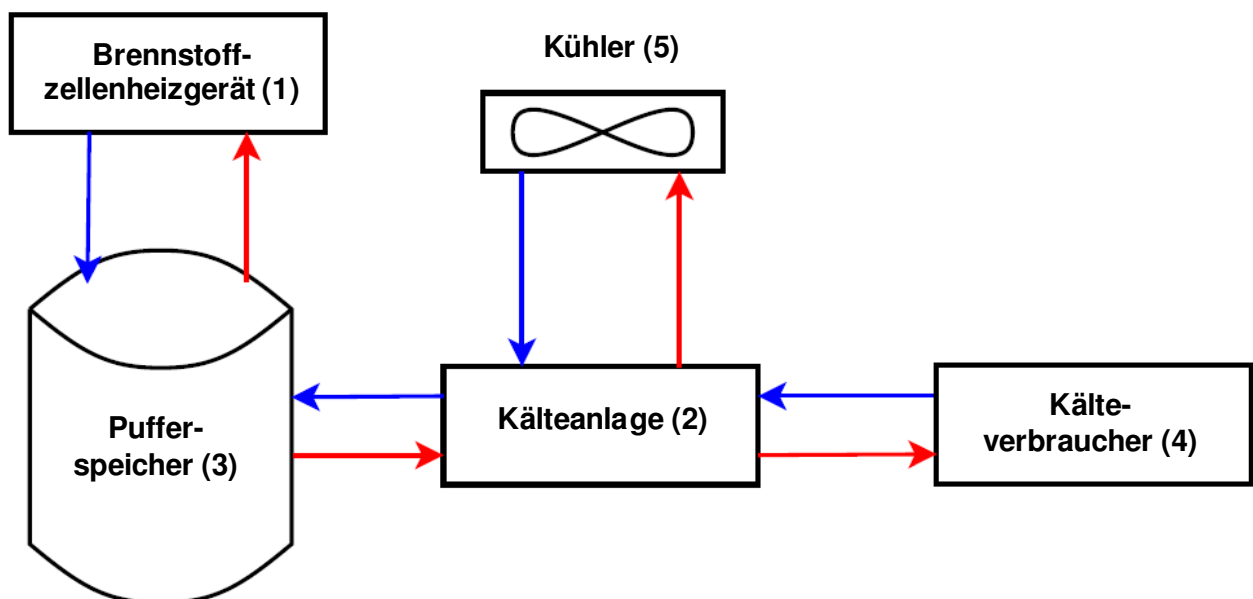 Brennstoff-
zellenheizgerät (1)
Kühler (5)
Puffer-
speicher (3)
Kälteanlage (2)
Kälte-
verbraucher (4)